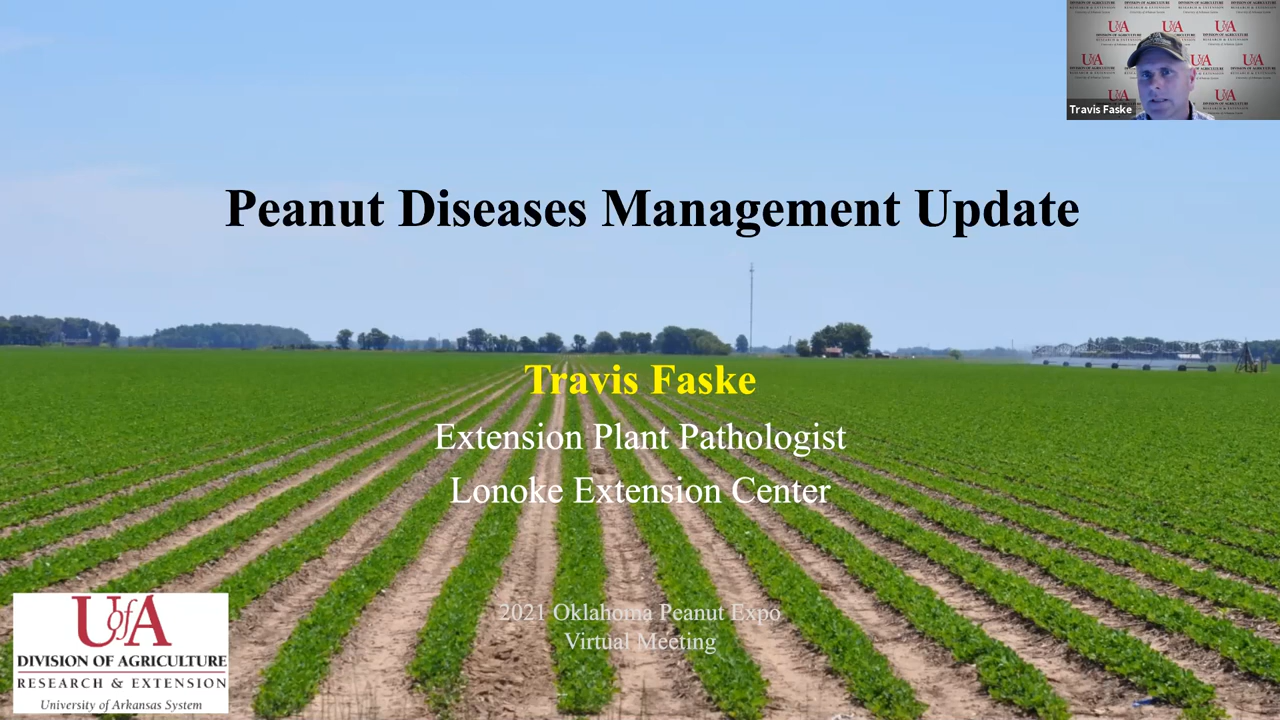 Peanut Diseases Management Update
Travis Faske
Extension Plant Pathologist
Lonoke Extension Center
2021 Oklahoma Peanut Expo
Virtual Meeting
UofA
DIVISION OF AGRICULTURE
RESEARCH & EXTENSION
University of Arkansas System
Travis Faske